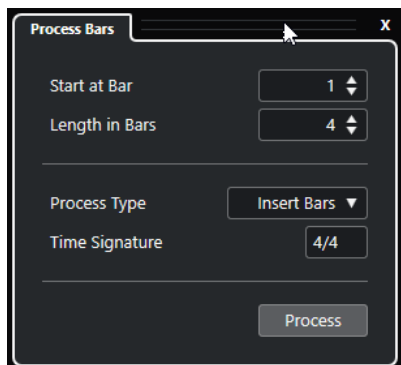 Process Bars x
Start at Bar 1
Length in Bars 4
Process Type Insert Bars
Time Signature 4/4
Process